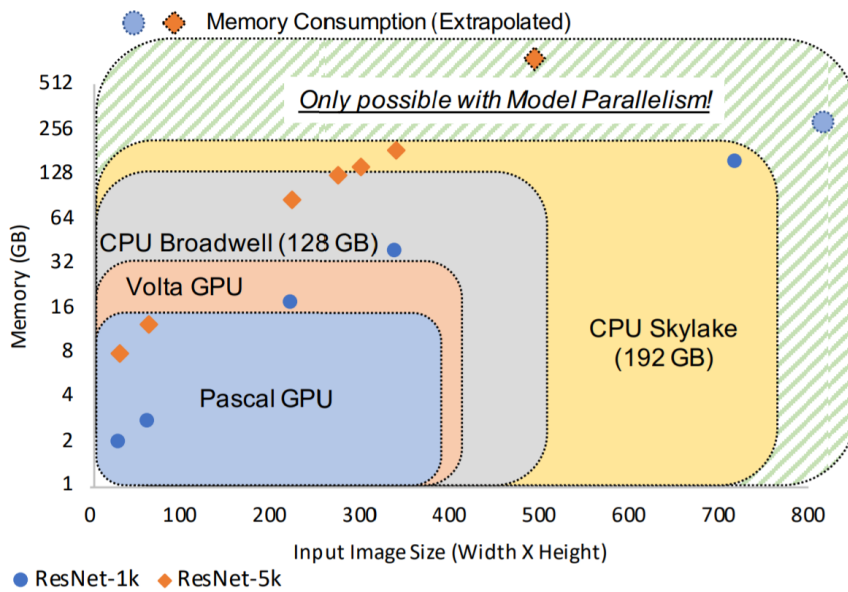 Memory Consumption (Extrapolated)
512
256
128
64
32
16
8
4
2
1
Memory (GB)
Only possible with Model Parallelism!
CPU Broadwell (128 GB)
Volta GPU
Pascal GPU
CPU Skylake
(192 GB)
0 100 200 300 400 500 600 700 800
Input Image Size (Width X Height)
ResNet-1k ResNet-5k